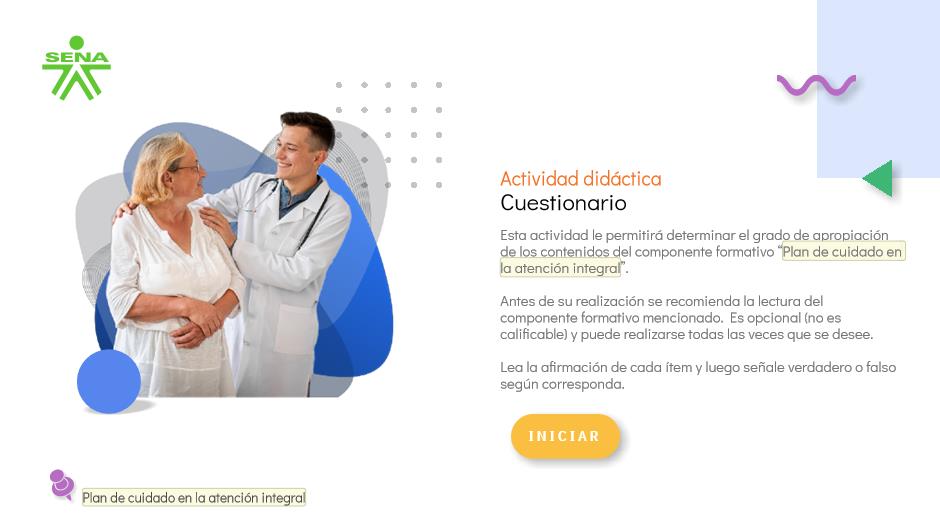 SENA
Actividad didáctica
Cuestionario
Esta actividad le permitirá determinar el grado de apropiación
de los contenidos del componente formativo “Plan de cuidado en
la atención integral”.
Antes de su realización se recomienda la lectura del
componente formativo mencionado. Es opcional (no es
calificable) y puede realizarse todas las veces que se desee.
Lea la afirmación de cada ítem y luego señale verdadero o falso
según corresponda.
INICIAR
Plan de cuidado en la atención integral